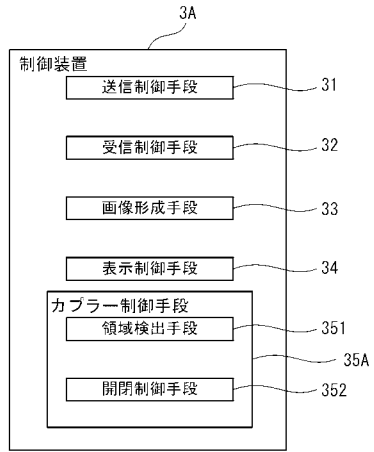 3A
制御装置
送信制御手段 31
受信制御手段 32
画像形成手段 33
表示制御手段 34
カプラー制御手段
領域検出手段 351
35A
開閉制御手段 352